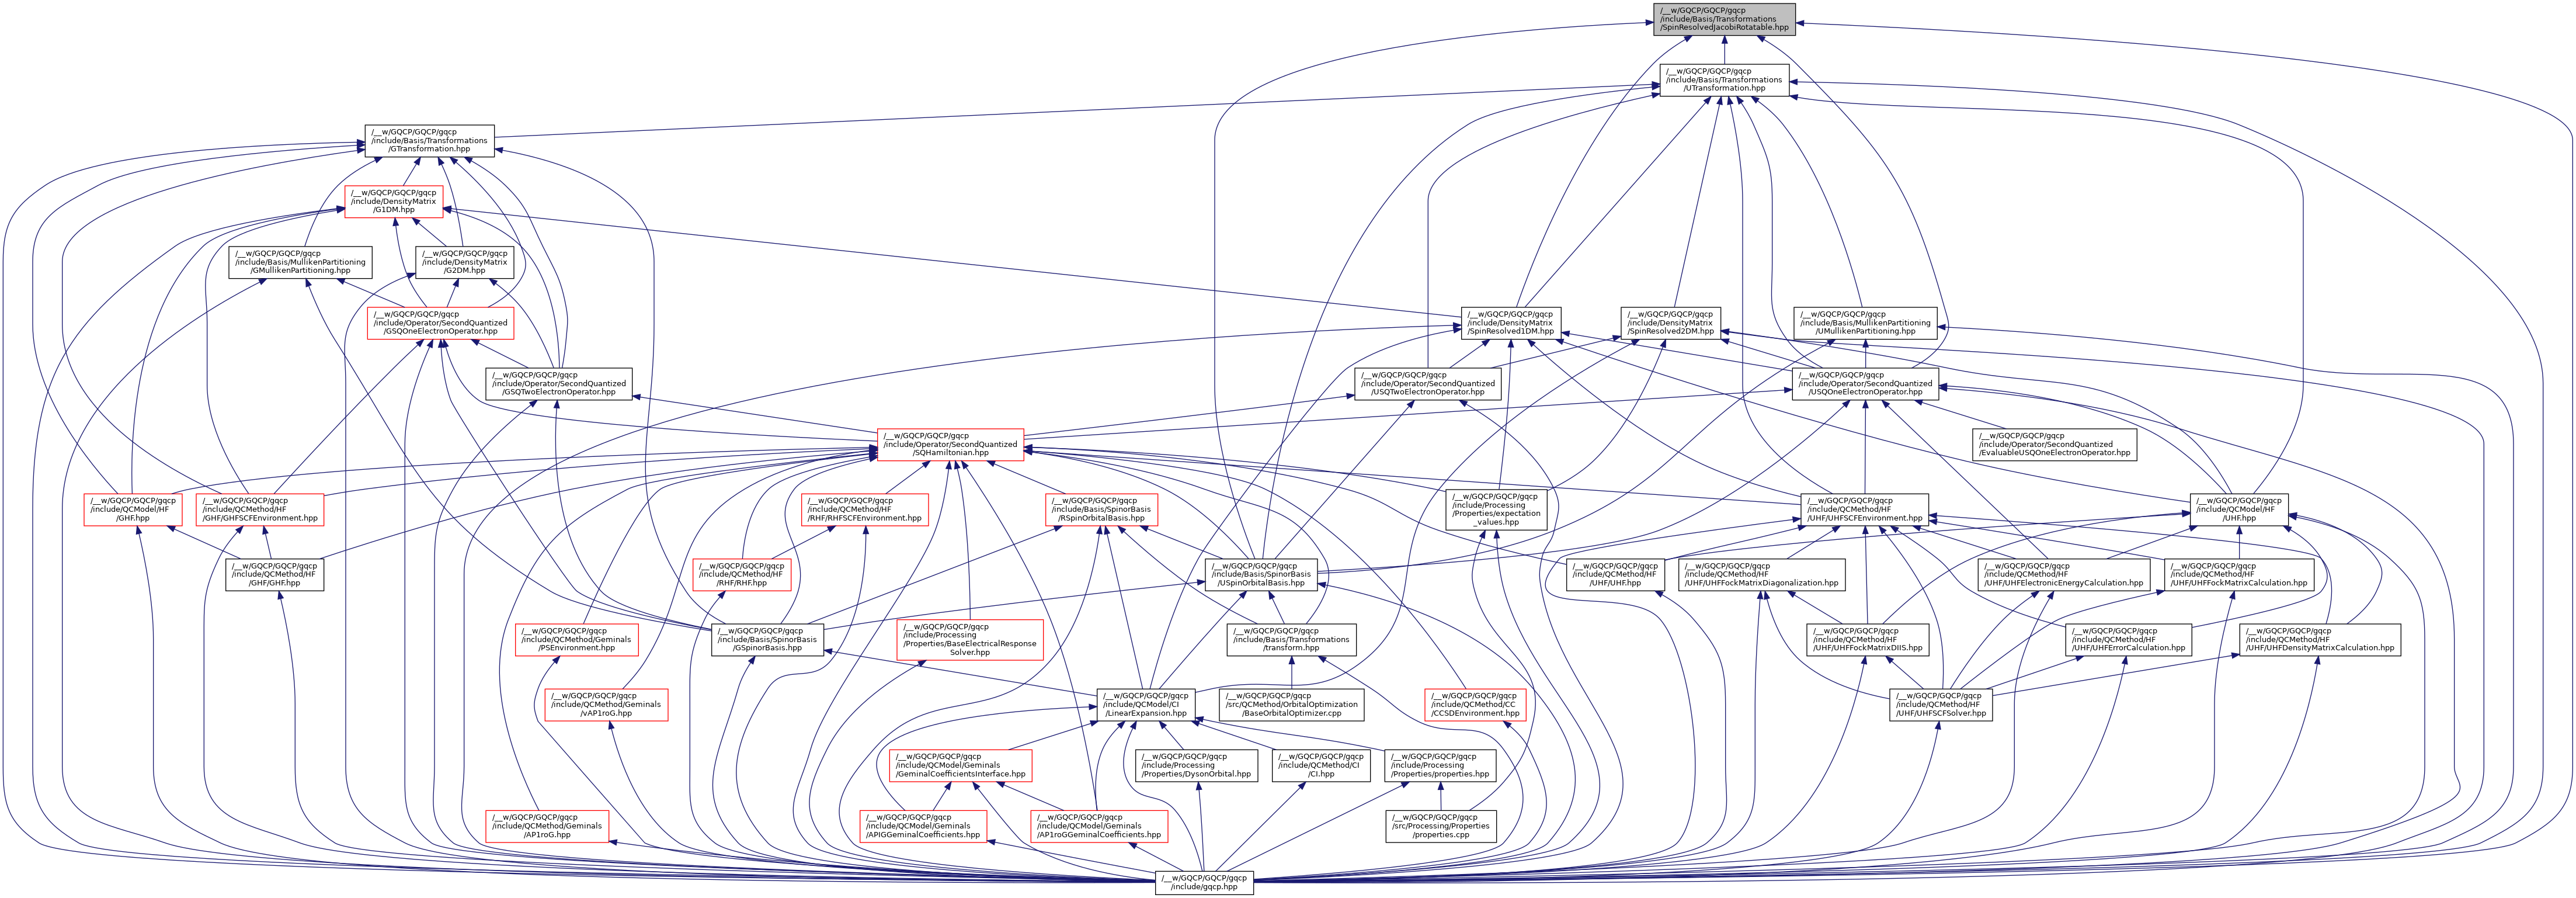 /__w/GQCP/GQCP/gqcp
/include/Basis/Transformations
/SpinResolvedJacobiRotatable.hpp
/__w/GQCP/GQCP/gqcp
/include/Basis/Transformations
/UTransformation.hpp
/__w/GQCP/GQCP/gqcp
/include/Basis/Transformations
/GTransformation.hpp
/__w/GQCP/GQCP/gqcp
/include/DensityMatrix
/G1DM.hpp
/__w/GQCP/GQCP/gqcp
/include/Basis/MullikenPartitioning
/GMullikenPartitioning.hpp
/__w/GQCP/GQCP/gqcp
/include/DensityMatrix
/G2DM.hpp
/__w/GQCP/GQCP/gqcp
/include/Operator/SecondQuantized
/GSQOneElectronOperator.hpp
/__w/GQCP/GQCP/gqcp
/include/DensityMatrix
/SpinResolved1DM.hpp
/__w/GQCP/GQCP/gqcp
/include/DensityMatrix
/SpinResolved2DM.hpp
/__w/GQCP/GQCP/gqcp
/include/Basis/MullikenPartitioning
/UMullikenPartitioning.hpp
/__w/GQCP/GQCP/gqcp
/include/Operator/SecondQuantized
/GSQTwoElectronOperator.hpp
/__w/GQCP/GQCP/gqcp
/include/Operator/SecondQuantized
/USQTwoElectronOperator.hpp
/__w/GQCP/GQCP/gqcp
/include/Operator/SecondQuantized
/USQOneElectronOperator.hpp
/__w/GQCP/GQCP/gqcp
/include/Operator/SecondQuantized
/SQHamiltonian.hpp
/__w/GQCP/GQCP/gqcp
/include/Operator/SecondQuantized
/EvaluableUSQOneElectronOperator.hpp
/__w/GQCP/GQCP/gqcp
/include/QCModel/HF
/GHF.hpp
/__w/GQCP/GQCP/gqcp
/include/QCMethod/HF
/GHF/GHFSCFEnvironment.hpp
/__w/GQCP/GQCP/gqcp
/include/QCMethod/HF
/RHF/RHFSCFEnvironment.hpp
/__w/GQCP/GQCP/gqcp
/include/Basis/SpinorBasis
/RSpinOrbitalBasis.hpp
/__w/GQCP/GQCP/gqcp
/include/Processing
/Properties/expectation
_values.hpp
/__w/GQCP/GQCP/gqcp
/include/QCMethod/HF
/UHF/UHFSCFEnvironment.hpp
/__w/GQCP/GQCP/gqcp
/include/QCModel/HF
/UHF.hpp
/__w/GQCP/GQCP/gqcp
/include/QCMethod/HF
/GHF/GHF.hpp
/__w/GQCP/GQCP/gqcp
/include/QCMethod/HF
/RHF/RHF.hpp
/__w/GQCP/GQCP/gqcp
/include/Basis/SpinorBasis
/USpinOrbitalBasis.hpp
/__w/GQCP/GQCP/gqcp
/include/QCMethod/HF
/UHF/UHF.hpp
/__w/GQCP/GQCP/gqcp
/include/QCMethod/HF
/UHF/UHFFockMatrixDiagonalization.hpp
/__w/GQCP/GQCP/gqcp
/include/QCMethod/HF
/UHF/UHFElectronicEnergyCalculation.hpp
/__w/GQCP/GQCP/gqcp
/include/QCMethod/HF
/UHF/UHFFockMatrixCalculation.hpp
/__w/GQCP/GQCP/gqcp
/include/QCMethod/Geminals
/PSEnvironment.hpp
/__w/GQCP/GQCP/gqcp
/include/Basis/SpinorBasis
/GSpinorBasis.hpp
/__w/GQCP/GQCP/gqcp
/include/Processing
/Properties/BaseElectricalResponse
Solver.hpp
/__w/GQCP/GQCP/gqcp
/include/Basis/Transformations
/transform.hpp
/__w/GQCP/GQCP/gqcp
/include/QCMethod/HF
/UHF/UHFFockMatrixDIIS.hpp
/__w/GQCP/GQCP/gqcp
/include/QCMethod/HF
/UHF/UHFErrorCalculation.hpp
/__w/GQCP/GQCP/gqcp
/include/QCMethod/HF
/UHF/UHFDensityMatrixCalculation.hpp
/__w/GQCP/GQCP/gqcp
/include/QCMethod/Geminals
/vAP1roG.hpp
/__w/GQCP/GQCP/gqcp
/include/QCModel/CI
/LinearExpansion.hpp
/__w/GQCP/GQCP/gqcp
/src/QCMethod/OrbitalOptimization
/BaseOrbitalOptimizer.cpp
/__w/GQCP/GQCP/gqcp
/include/QCMethod/CC
/CCSDEnvironment.hpp
/__w/GQCP/GQCP/gqcp
/include/QCMethod/HF
/UHF/UHFSCFSolver.hpp
/__w/GQCP/GQCP/gqcp
/include/QCModel/Geminals
/GeminalCoefficientsInterface.hpp
/__w/GQCP/GQCP/gqcp
/include/Processing
/Properties/DysonOrbital.hpp
/__w/GQCP/GQCP/gqcp
/include/QCMethod/CI
/CI.hpp
/__w/GQCP/GQCP/gqcp
/include/Processing
/Properties/properties.hpp
/__w/GQCP/GQCP/gqcp
/include/QCMethod/Geminals
/AP1roG.hpp
/__w/GQCP/GQCP/gqcp
/include/QCModel/Geminals
/APIGGeminalCoefficients.hpp
/__w/GQCP/GQCP/gqcp
/include/QCModel/Geminals
/AP1roGGeminalCoefficients.hpp
/__w/GQCP/GQCP/gqcp
/src/Processing/Properties
/properties.cpp
/__w/GQCP/GQCP/gqcp
/include/gqcp.hpp